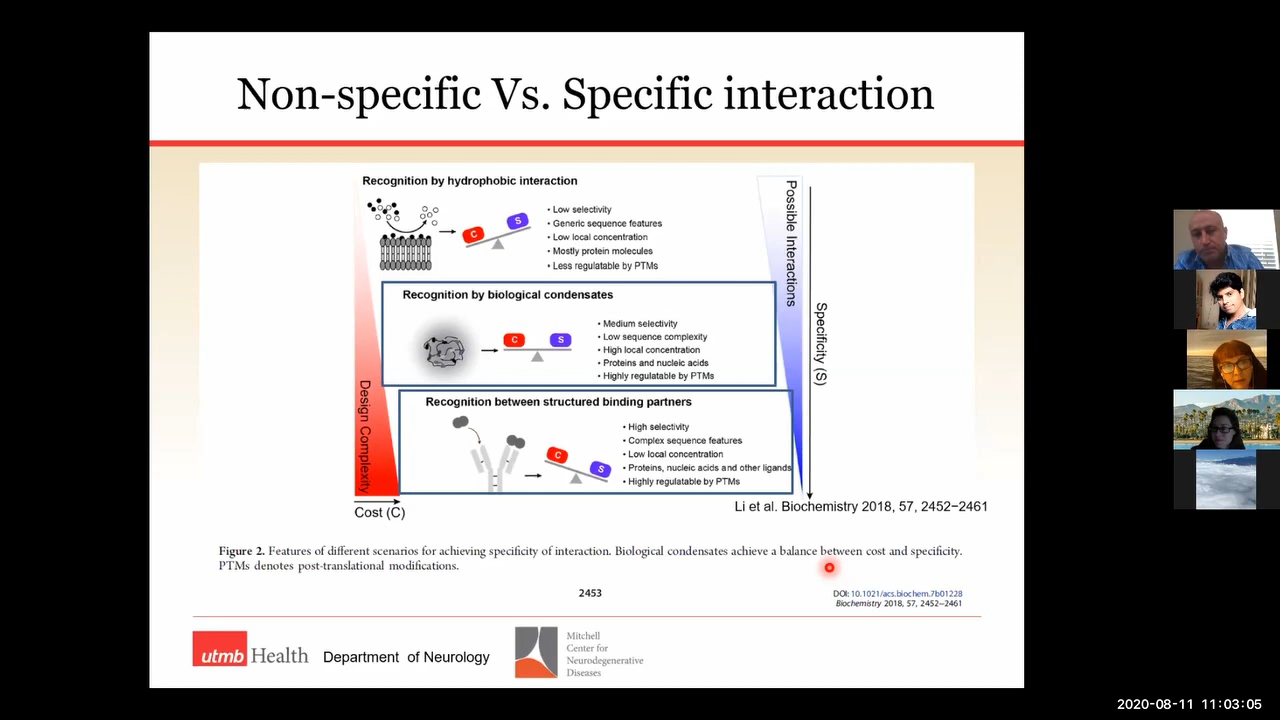 Non-specific Vs. Specific interaction
Recognition by hydrophobic interaction
C
S
• Low selectivity
• Generic sequence features
• Low local concentration
• Mostly protein molecules
• Less regulatable by PTMs
Recognition by biological condensates
C
S
• Medium selectivity
• Low sequence complexity
• High local concentration
• Proteins and nucleic acids
• Highly regulatable by PTMs
Recognition between structured binding partners
C
S
• High selectivity
• Complex sequence features
• Low local concentration
• Proteins, nucleic acids and other ligands
• Highly regulatable by PTMs
Design Complexity
Cost (C)
Possible Interactions
Specificity (S)
Li et al. Biochemistry 2018, 57, 2452−2461
Figure 2. Features of different scenarios for achieving specificity of interaction. Biological condensates achieve a balance between cost and specificity.
PTMs denotes post-translational modifications.
2453
DOI: 10.1021/acs.biochem.7b01228
Biochemistry 2018, 57, 2452−2461
utmb Health
Department of Neurology
Mitchell
Center for
Neurodegenerative
Diseases
2020-08-11 11:03:05